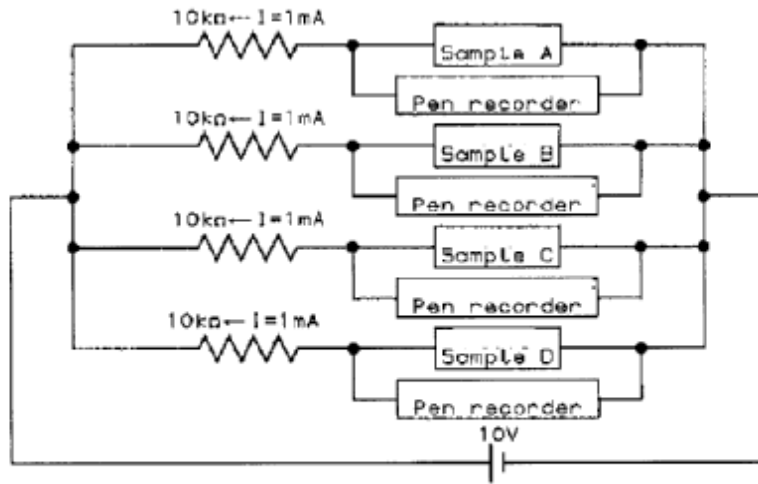 10kΩ← I=1mA
Sample A
Pen recorder
10kΩ← I=1mA
Sample B
Pen recorder
10kΩ← I=1mA
Sample C
Pen recorder
10kΩ← I=1mA
Sample D
Pen recorder
10V